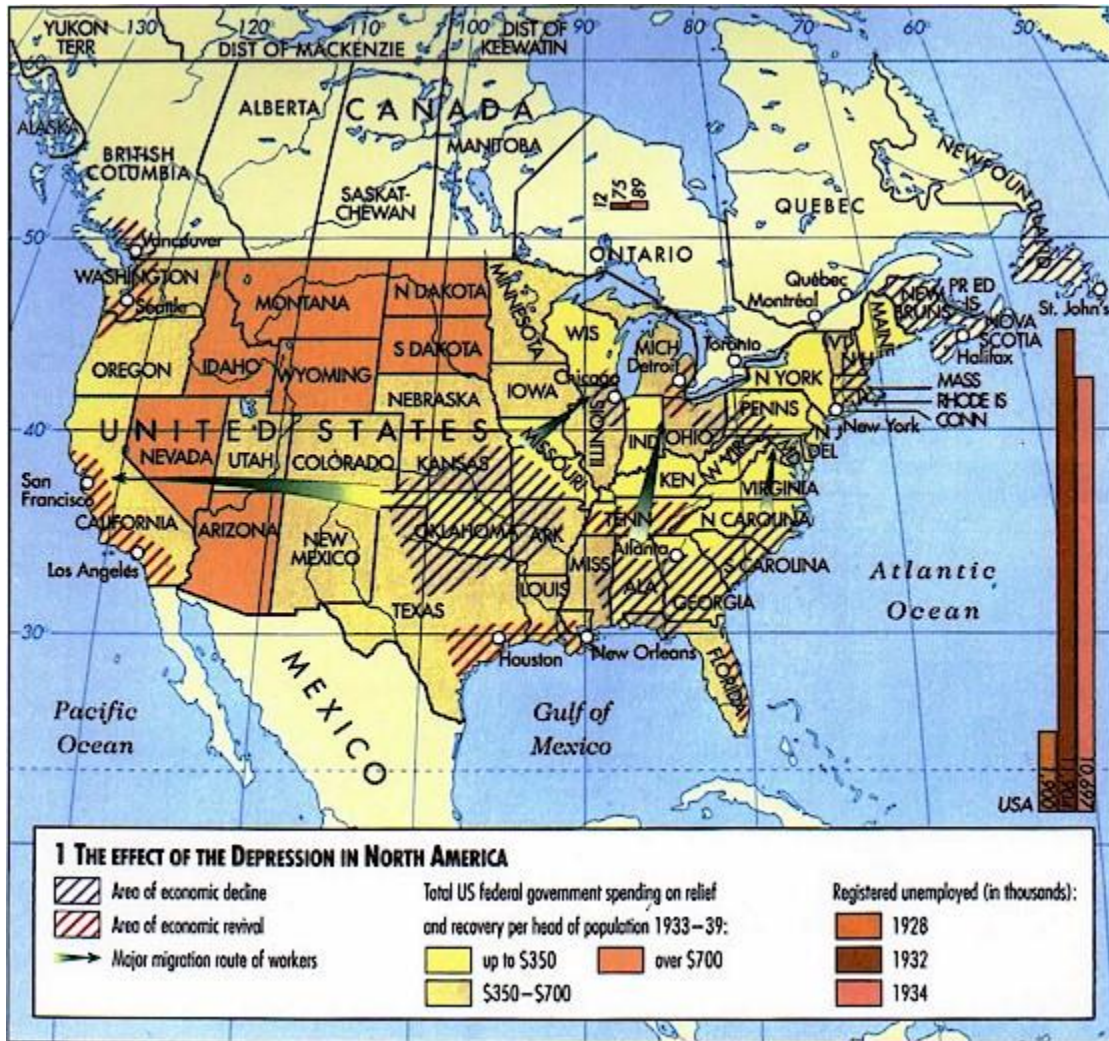 130
120
110
100
90
80
70
60
50
YUKON
TERR
DIST OF MACKENZIE
DIST OF
KEEWATIN
ALASKA
BRITISH
COLUMBIA
ALBERTA
CANADA
MANITOBA
SASKAT-
CHEWAN
12
75
89
ONTARIO
QUEBEC
NEWFOUNDLAND
50
Vancouver
WASHINGTON
Seattle
MONTANA
N DAKOTA
MINNESOTA
Québec
Montréal
NEW
BRUNS
PR ED
IS
St. John's
NOVA
SCOTIA
Halifax
MAINE
OREGON
IDAHO
WYOMING
S DAKOTA
WIS
MICH
Detroit
Toronto
VT
N H
N YORK
MASS
RHODE IS
CONN
IOWA
Chicago
NEBRASKA
PENNS
New York
40
UNITED STATES
NEVADA
UTAH
COLORADO
KANSAS
MISSOURI
ILLINOIS
IND
OHIO
W VIR
N J
DEL
KEN
VIRGINIA
San
Francisco
CALIFORNIA
ARIZONA
NEW
MEXICO
OKLAHOMA
ARK
TENN
N CAROLINA
Los Angeles
Atlanta
S CAROLINA
MISS
ALA
GEORGIA
LOUIS
TEXAS
Atlantic
Ocean
30
Houston
New Orleans
FLORIDA
MEXICO
Pacific
Ocean
Gulf of
Mexico
USA
10,697
1 THE EFFECT OF THE DEPRESSION IN NORTH AMERICA
Area of economic decline
Area of economic revival
Major migration route of workers
Total US federal government spending on relief
and recovery per head of population 1933–39:
up to $350
over $700
$350–$700
Registered unemployed (in thousands):
1928
1932
1934